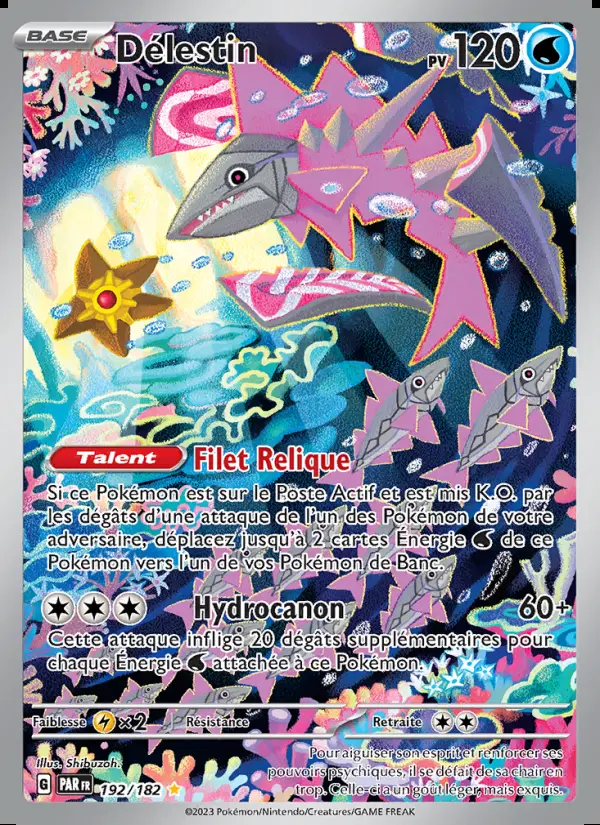 BASE Délestin PV 120
Talent Filet Relique
Si ce Pokémon est sur le Poste Actif et est mis K.O. par
les dégâts d'une attaque de l'un des Pokémon de votre
adversaire, déplacez jusqu'à 2 cartes Énergie de ce
Pokémon vers l'un de vos Pokémon de Banc.
Hydrocanon 60+
Cette attaque inflige 20 dégâts supplémentaires pour
chaque Énergie attachée à ce Pokémon.
Faiblesse ×2 Résistance Retraite
Illus. Shibuzoh.
Pour aiguiser son esprit et renforcer ses
pouvoirs psychiques, il se défait de sa chair en
trop. Celle-ci a un goût léger, mais exquis.
G PAR FR 192/182
©2023 Pokémon/Nintendo/Creatures/GAME FREAK